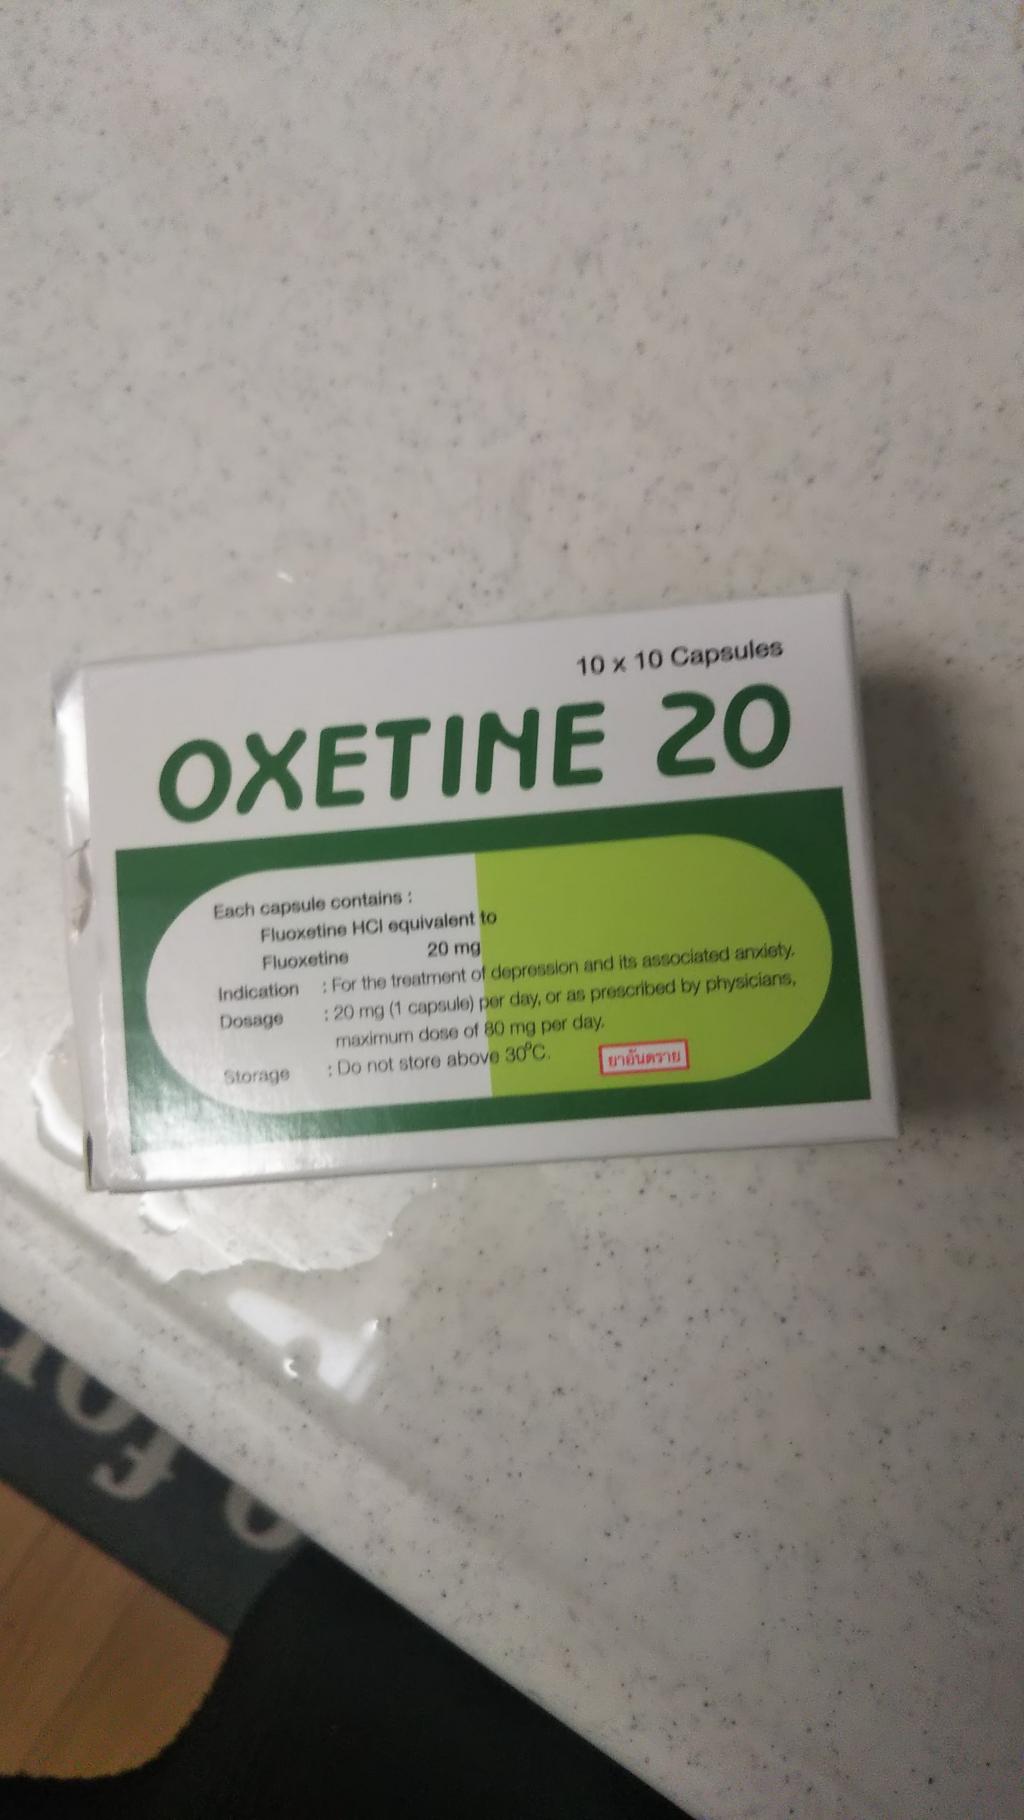 10 x 10 Capsules
OXETINE 20
Each capsule contains :
Fluoxetine HCl equivalent to
Fluoxetine 20 mg
Indication : For the treatment of depression and its associated anxiety.
Dosage : 20 mg (1 capsule) per day, or as prescribed by physicians,
maximum dose of 80 mg per day.
Storage : Do not store above 30°C.
ยาอันตราย